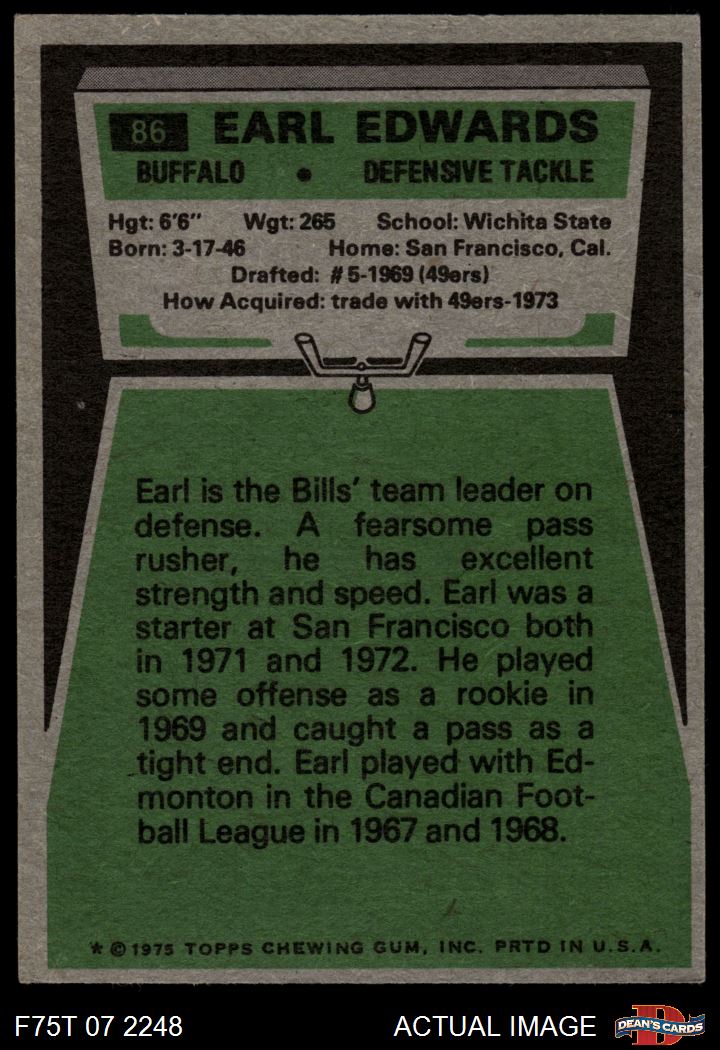 86 EARL EDWARDS
BUFFALO • DEFENSIVE TACKLE
Hgt: 6'6" Wgt: 265 School: Wichita State
Born: 3-17-46 Home: San Francisco, Cal.
Drafted: #5-1969 (49ers)
How Acquired: trade with 49ers-1973
Earl is the Bills' team leader on
defense. A fearsome pass
rusher, he has excellent
strength and speed. Earl was a
starter at San Francisco both
in 1971 and 1972. He played
some offense as a rookie in
1969 and caught a pass as a
tight end. Earl played with Ed-
monton in the Canadian Foot-
ball League in 1967 and 1968.
* © 1975 TOPPS CHEWING GUM, INC. PRTD IN U.S.A.
F75T 07 2248 ACTUAL IMAGE D DEAN'S CARDS